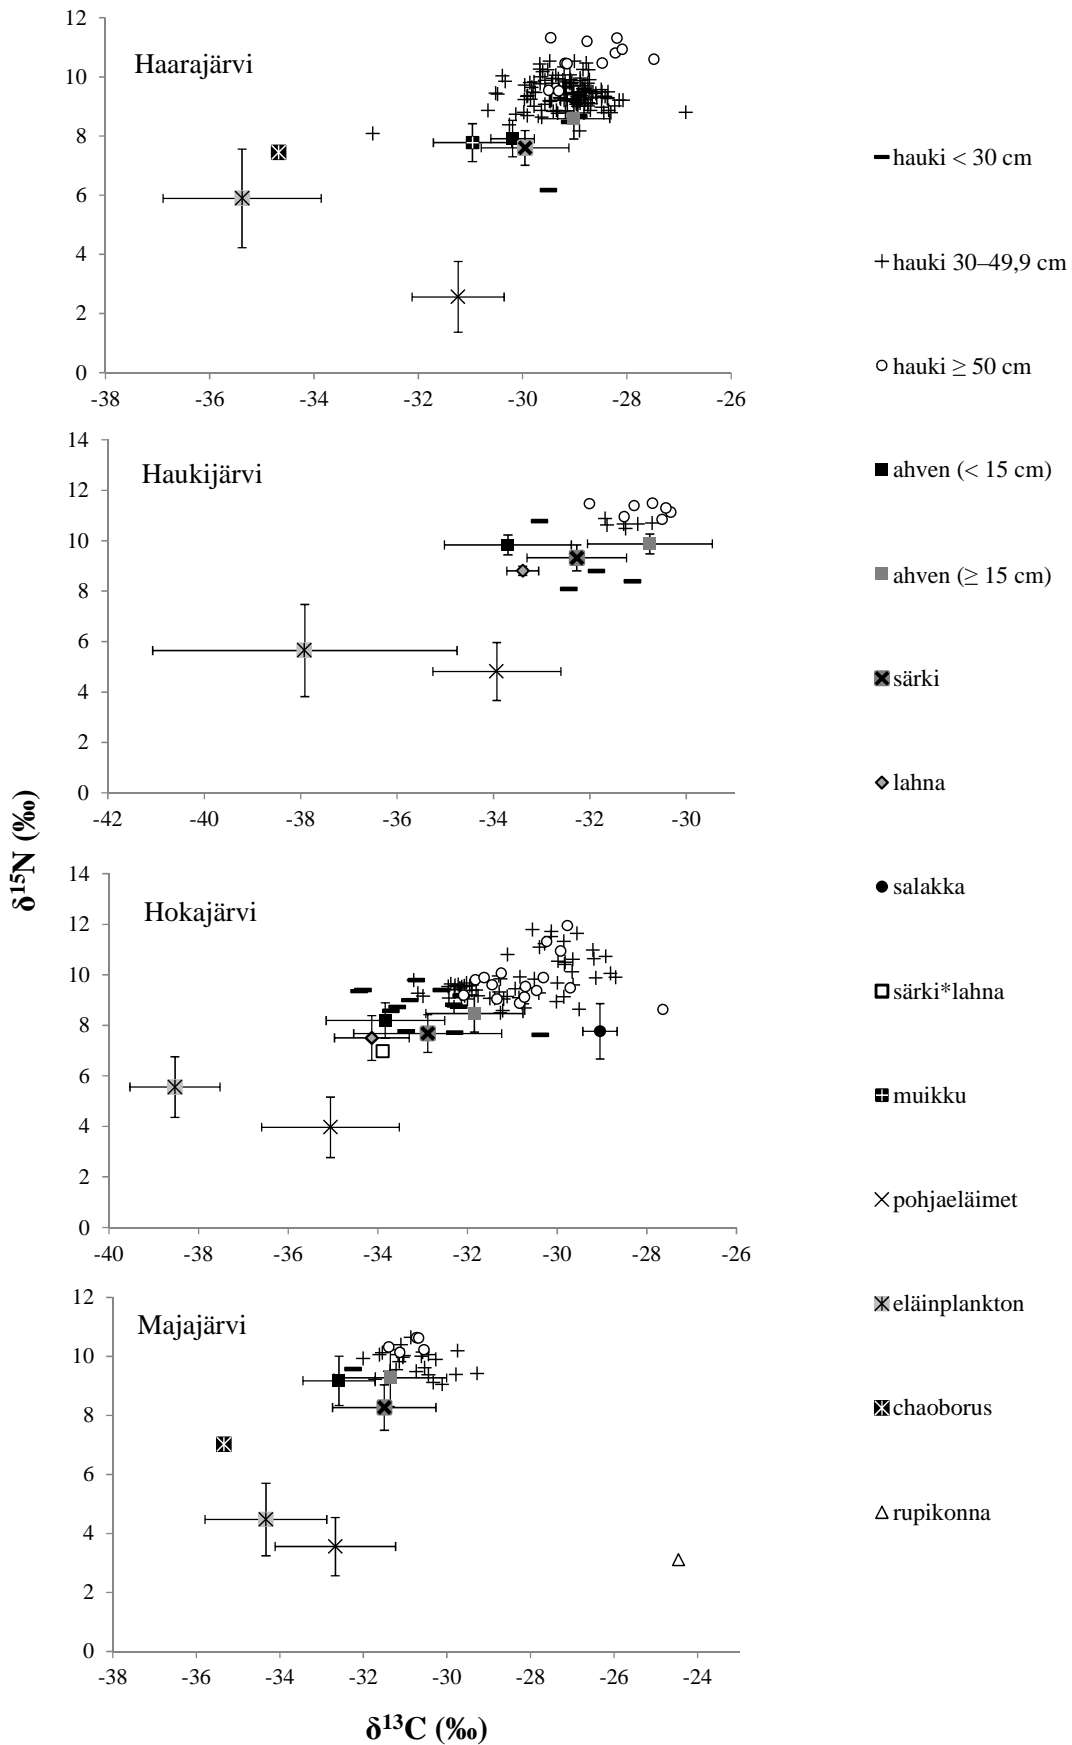 Haarajärvi
12
10
8
6
4
2
0
-38 -36 -34 -32 -30 -28 -26
Haukijärvi
14
12
10
8
6
4
2
0
-42 -40 -38 -36 -34 -32 -30
Hokajärvi
14
12
10
8
6
4
2
0
-40 -38 -36 -34 -32 -30 -28 -26
Majajärvi
12
10
8
6
4
2
0
-38 -36 -34 -32 -30 -28 -26 -24
δ¹⁵N (‰)
δ¹³C (‰)
hauki < 30 cm
hauki 30–49,9 cm
hauki ≥ 50 cm
ahven (< 15 cm)
ahven (≥ 15 cm)
särki
lahna
salakka
särki*lahna
muikku
pohjaeläimet
eläinplankton
chaoborus
rupikonna